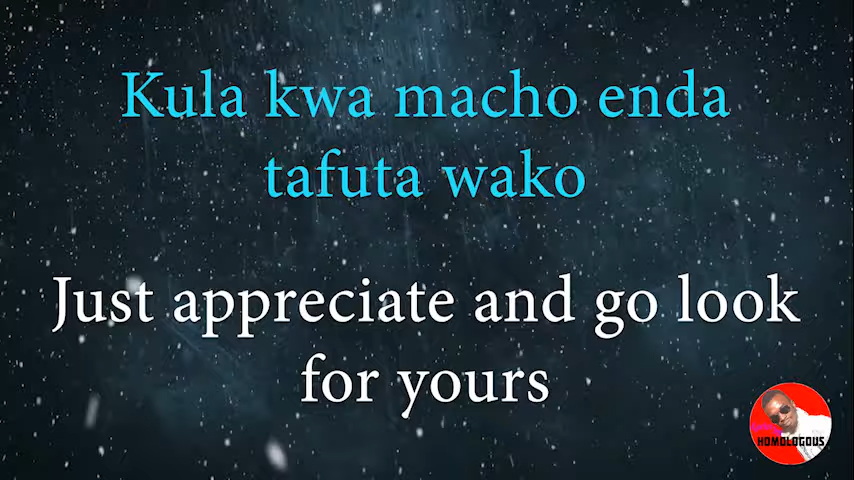 Kula kwa macho enda
tafuta wako
Just appreciate and go look
for yours
HOMOLOGOUS